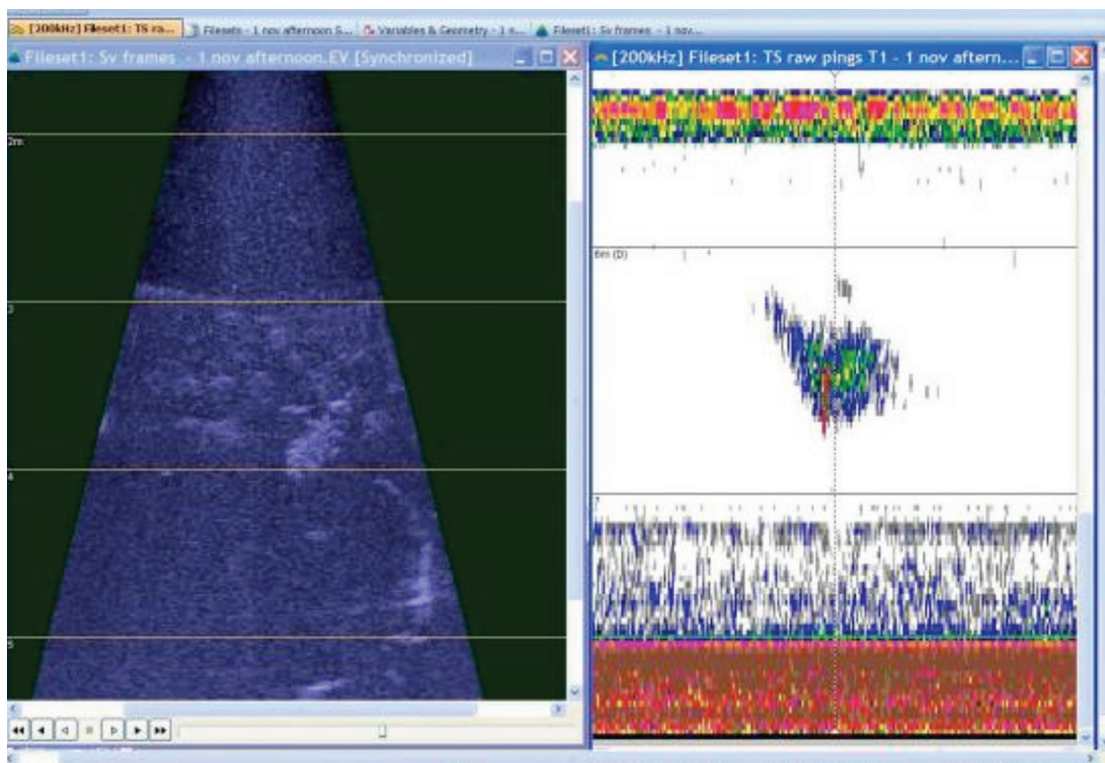 [200kHz] Fileset1: TS ra...
Filesets - 1 nov afternoon S...
Variables & Geometry - 1 n...
Fileset1: Sv frames - 1 nov...
Fileset1: Sv frames - 1 nov afternoon.EV [Synchronized]
2m
3
4
5
[200kHz] Fileset1: TS raw pings T1 - 1 nov aftern...
6m (D)
7